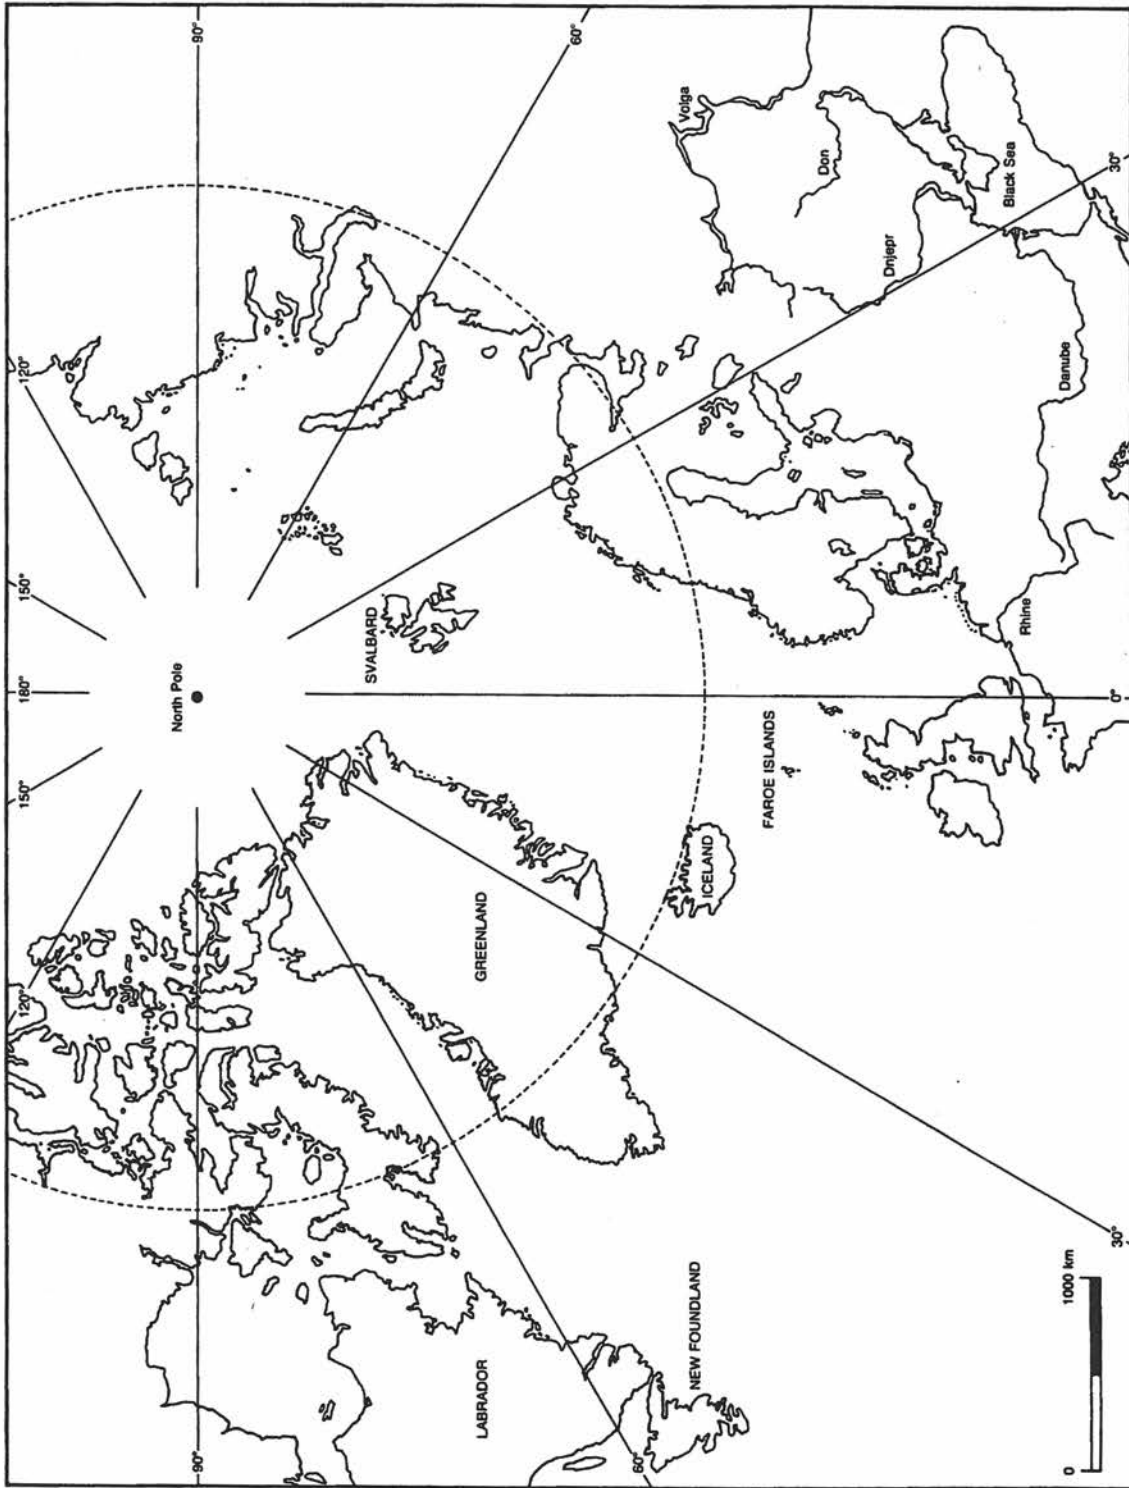 90°
60°
30°
0°
30°
60°
90°
120°
150°
180°
150°
120°
North Pole
SVALBARD
GREENLAND
ICELAND
FAROE ISLANDS
LABRADOR
NEW FOUNDLAND
Volga
Don
Dnjepr
Black Sea
Danube
Rhine
0 1000 km